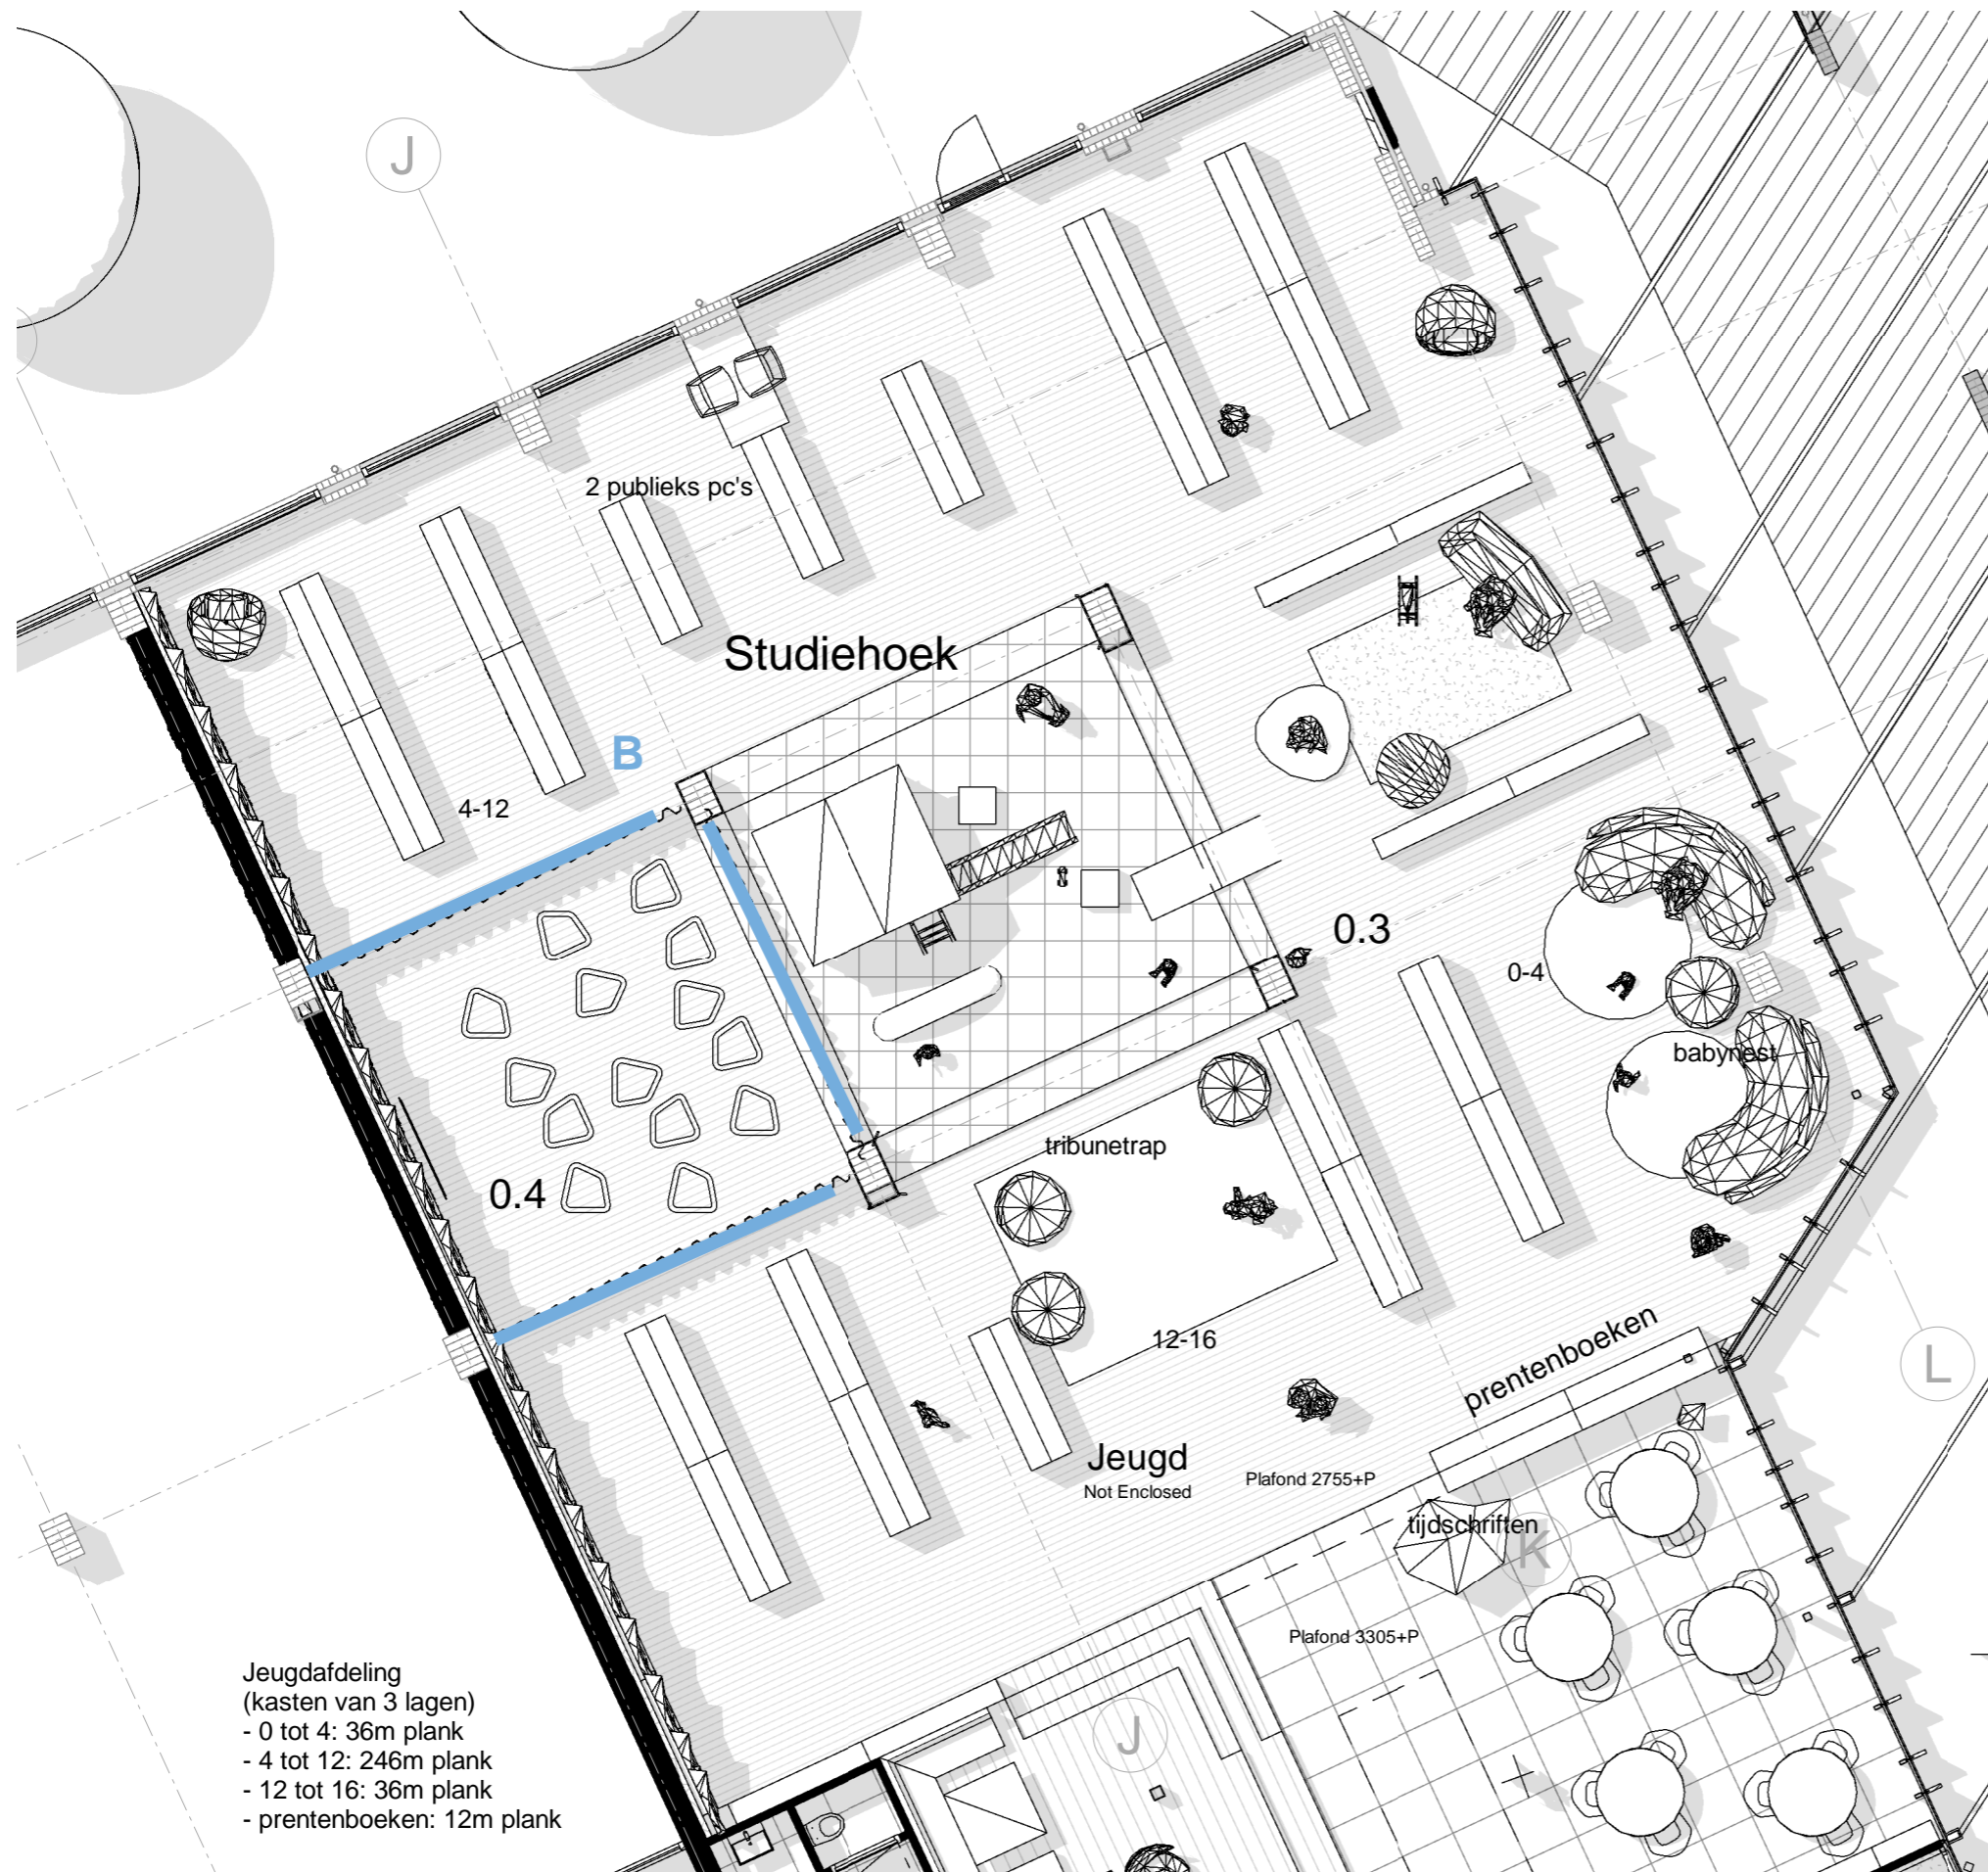 J
2 publieks pc's
Studiehoek
B
4-12
0.3
0-4
babynest
tribunetrap
0.4
12-16
prentenboeken
L
Jeugd
Not Enclosed
Plafond 2755+P
tijdschriften
K
Plafond 3305+P
J
Jeugdafdeling
(kasten van 3 lagen)
- 0 tot 4: 36m plank
- 4 tot 12: 246m plank
- 12 tot 16: 36m plank
- prentenboeken: 12m plank